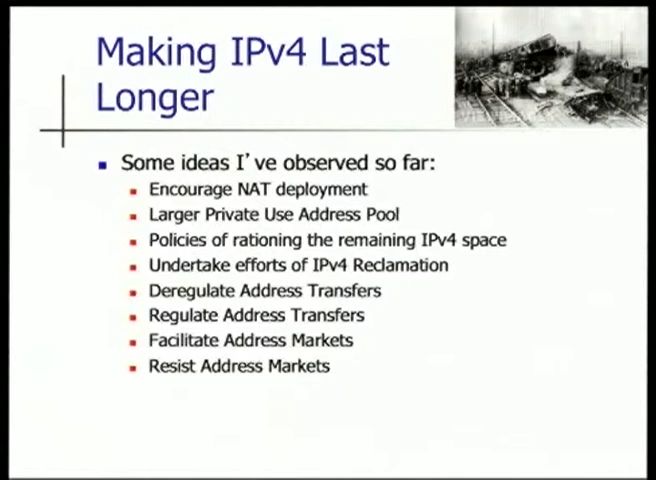 Making IPv4 Last
Longer
Some ideas I've observed so far:
Encourage NAT deployment
Larger Private Use Address Pool
Policies of rationing the remaining IPv4 space
Undertake efforts of IPv4 Reclamation
Deregulate Address Transfers
Regulate Address Transfers
Facilitate Address Markets
Resist Address Markets